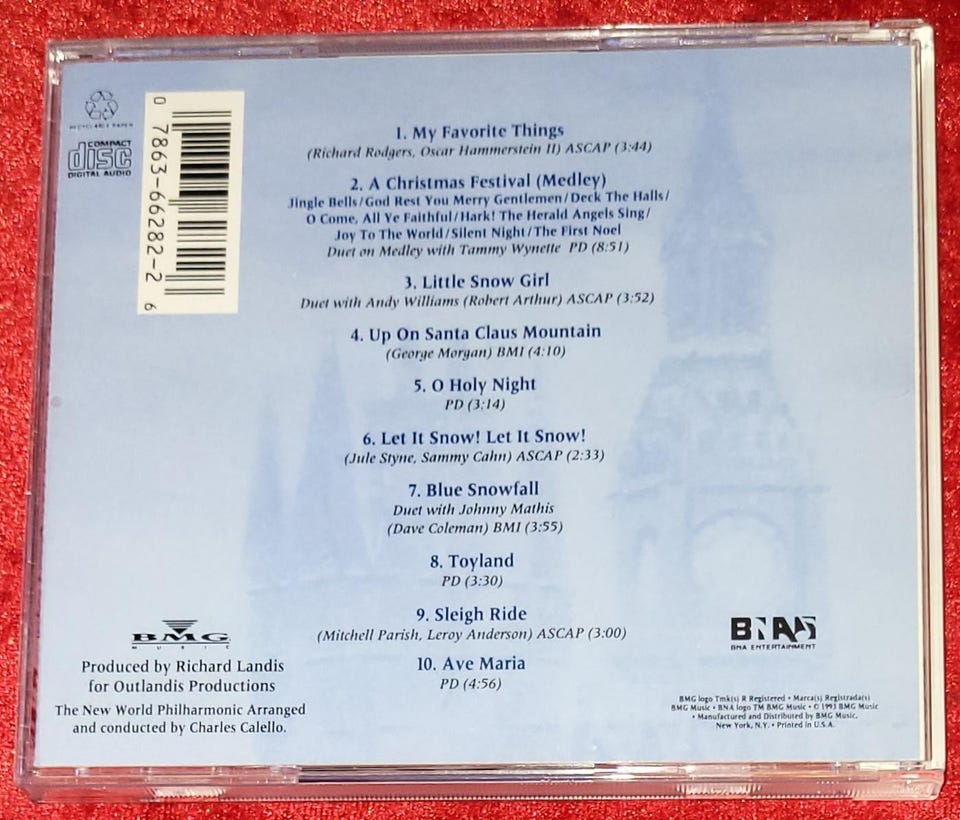 RECYCLABLE PAPER
COMPACT
disc
DIGITAL AUDIO
0 7863-66282-2 6
1. My Favorite Things
(Richard Rodgers, Oscar Hammerstein II) ASCAP (3:44)
2. A Christmas Festival (Medley)
Jingle Bells/God Rest You Merry Gentlemen/Deck The Halls/
O Come, All Ye Faithful/Hark! The Herald Angels Sing/
Joy To The World/Silent Night/The First Noel
Duet on Medley with Tammy Wynette PD (8:51)
3. Little Snow Girl
Duet with Andy Williams (Robert Arthur) ASCAP (3:52)
4. Up On Santa Claus Mountain
(George Morgan) BMI (4:10)
5. O Holy Night
PD (3:14)
6. Let It Snow! Let It Snow!
(Jule Styne, Sammy Cahn) ASCAP (2:33)
7. Blue Snowfall
Duet with Johnny Mathis
(Dave Coleman) BMI (3:55)
8. Toyland
PD (3:30)
9. Sleigh Ride
(Mitchell Parish, Leroy Anderson) ASCAP (3:00)
10. Ave Maria
PD (4:56)
BMG
MUSIC
Produced by Richard Landis
for Outlandis Productions
The New World Philharmonic Arranged
and conducted by Charles Calello.
BNA
BNA ENTERTAINMENT
BMG logo Tmk(s) R Registered • Marca(s) Registrada(s)
BMG Music • BNA logo TM BMG Music • © 1993 BMG Music
• Manufactured and Distributed by BMG Music,
New York, N.Y. • Printed in U.S.A.